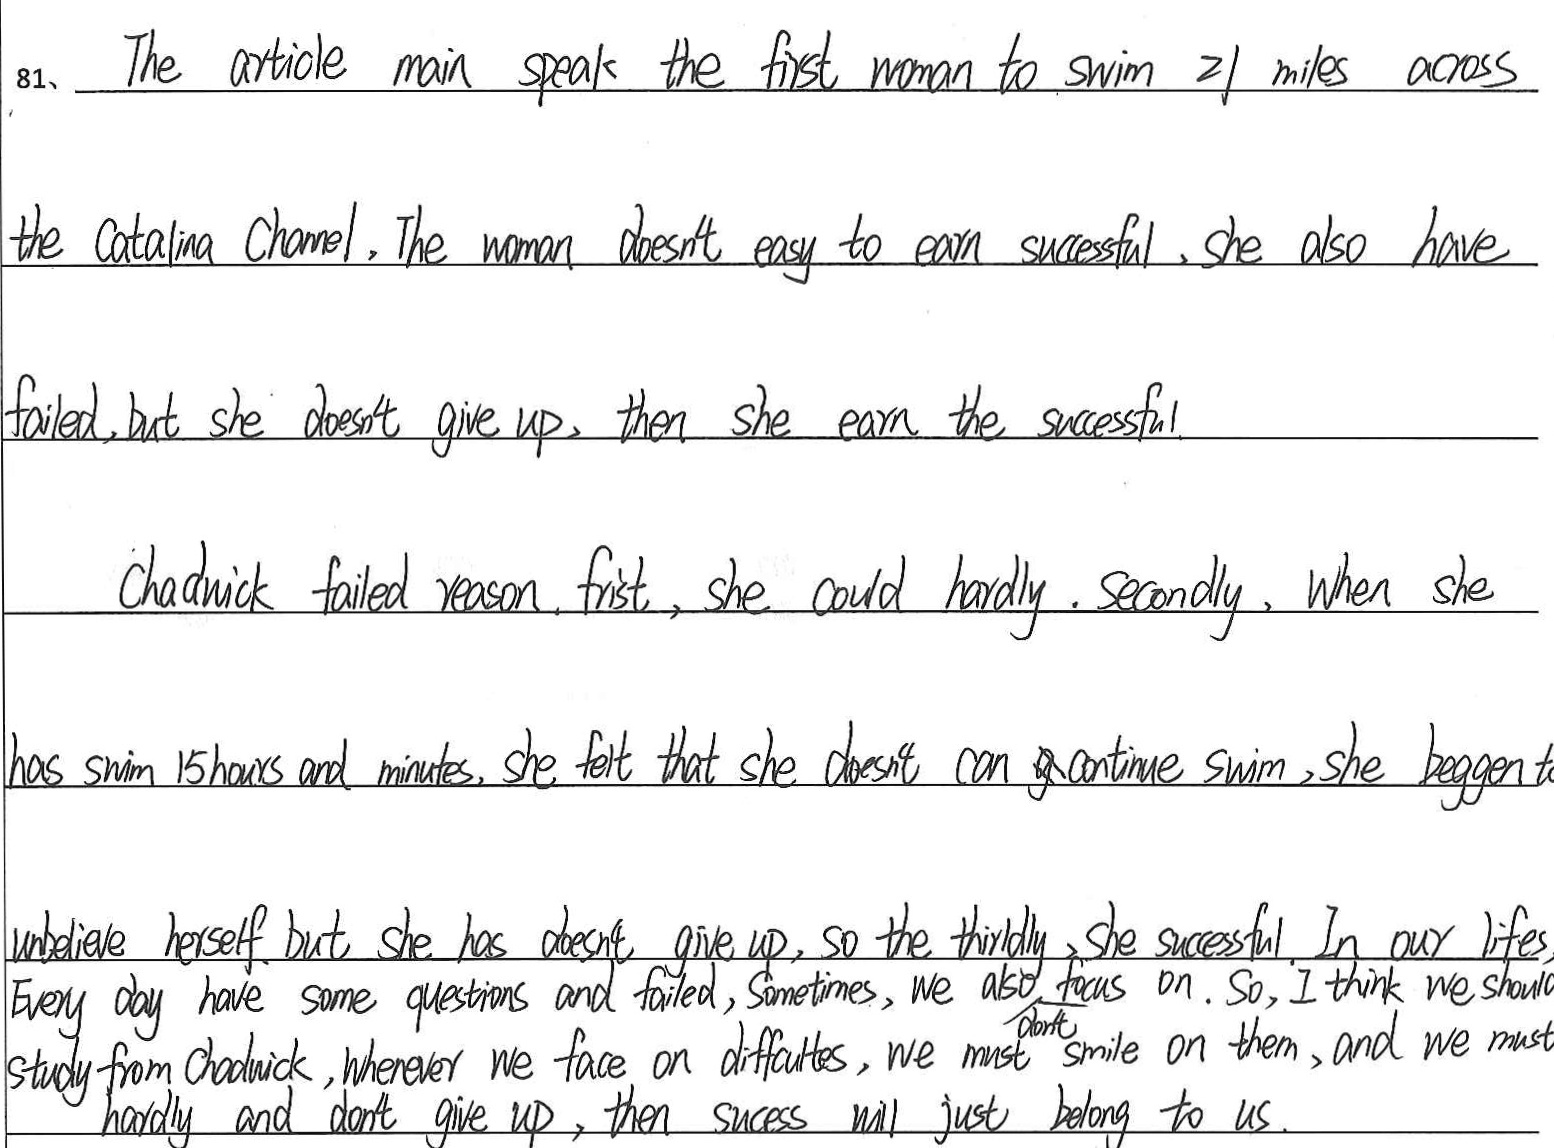 81、 The article main speak the first woman to swim 21 miles across
the Catalina Channel. The woman doesn't easy to earn successful, she also have
failed, but she doesn't give up, then she earn the successful.
Chadwick failed reason. frist, she could hardly. Secondly, When she
has swim 15 hours and minutes, she felt that she doesn't can continue swim, she beggen to
unbelieve herself. but she has doesn't give up, so the thirldly, she successful. In our lifes,
Every day have some questions and failed, Sometimes, we also don't focus on. So, I think we should
study from Chadwick, Wherever we face on diffcultes, we must smile on them, and we must
hardly and don't give up, then sucess will just belong to us.